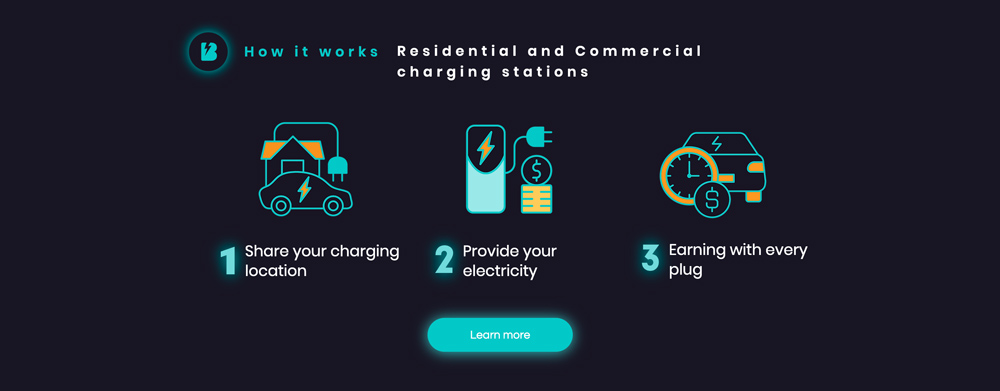 B
How it works
Residential and Commercial
charging stations
1
Share your charging
location
2
Provide your
electricity
3
Earning with every
plug
$
$
Learn more